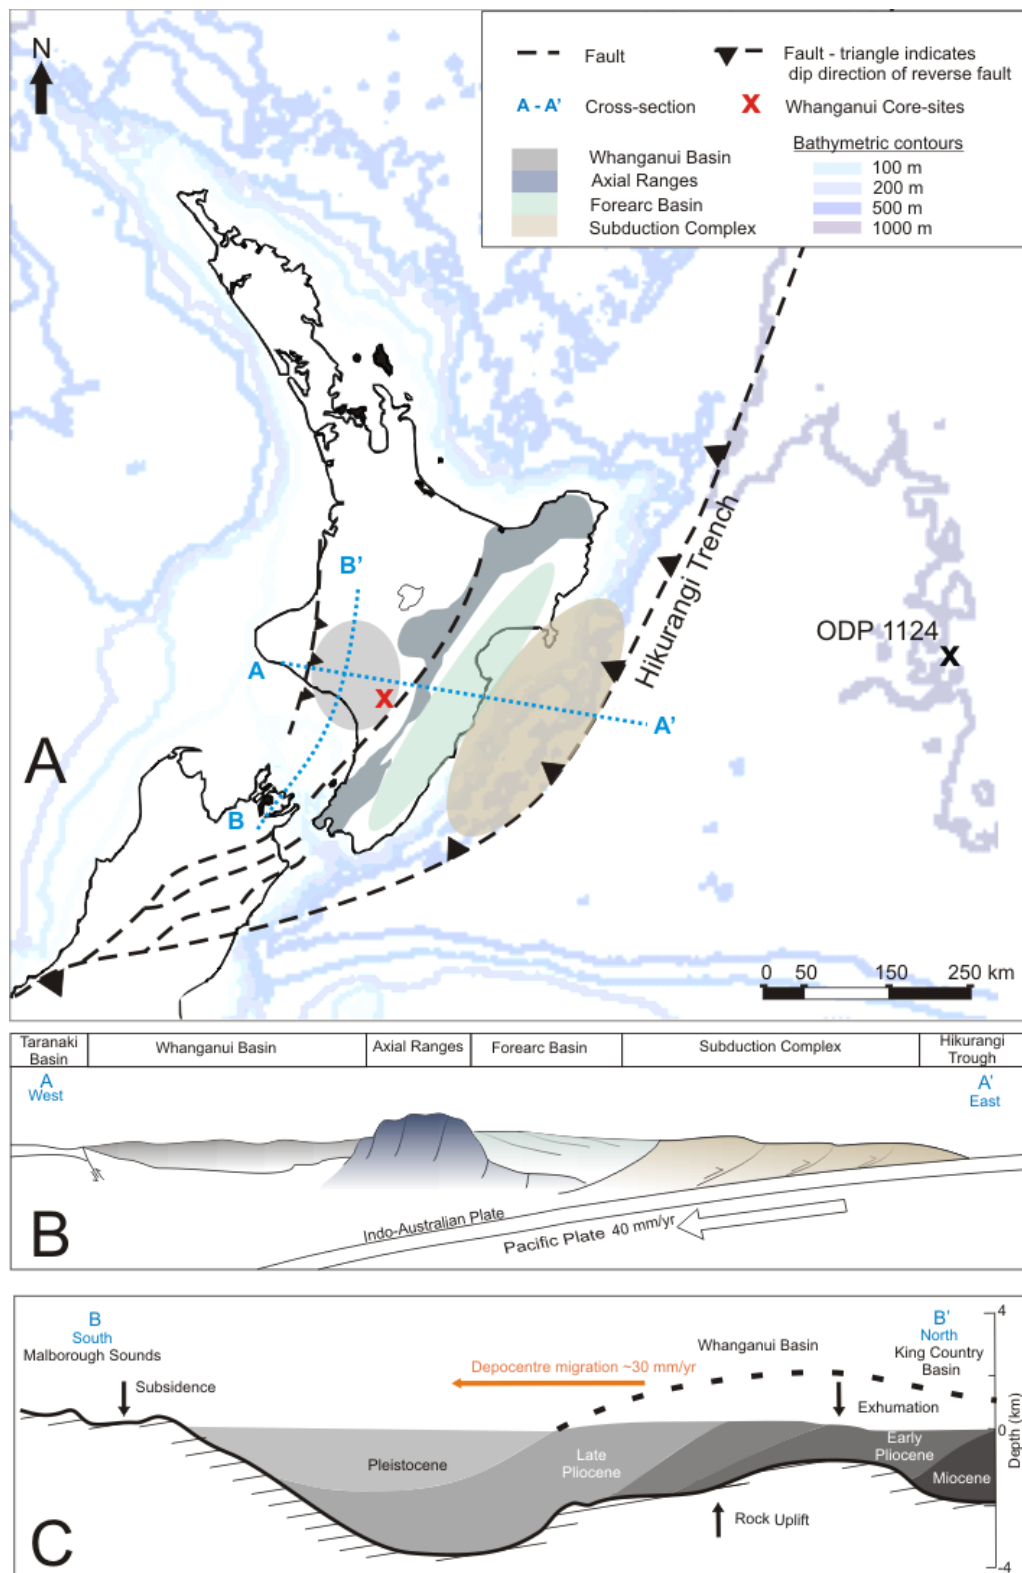 N
Fault
Fault - triangle indicates
dip direction of reverse fault
A - A'
Cross-section
X
Whanganui Core-sites
Whanganui Basin
Axial Ranges
Forearc Basin
Subduction Complex
Bathymetric contours
100 m
200 m
500 m
1000 m
Hikurangi Trench
B'
ODP 1124
X
A
X
A'
A
B
0 50 150 250 km
Taranaki
Basin
Whanganui Basin
Axial Ranges
Forearc Basin
Subduction Complex
Hikurangi
Trough
A
West
A'
East
Indo-Australian Plate
Pacific Plate 40 mm/yr
B
B
South
Malborough Sounds
Subsidence
Depocentre migration ~30 mm/yr
Whanganui Basin
B'
North
King Country
Basin
Exhumation
4
0
-4
Depth (km)
Pleistocene
Late
Pliocene
Early
Pliocene
Miocene
Rock Uplift
C